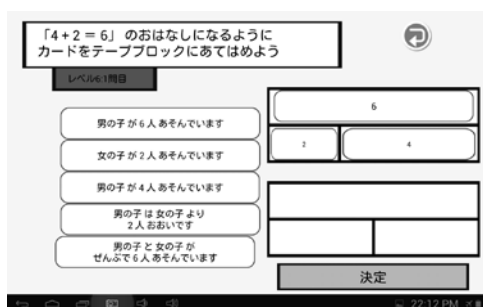 「4+2=6」のおはなしになるように
カードをテープブロックにあてはめよう
レベル6:1問目
男の子が6人あそんでいます
女の子が2人あそんでいます
男の子が4人あそんでいます
男の子は女の子より
2人おおいです
男の子と女の子が
ぜんぶで6人あそんでいます
6
2
4
決定
22:12 PM